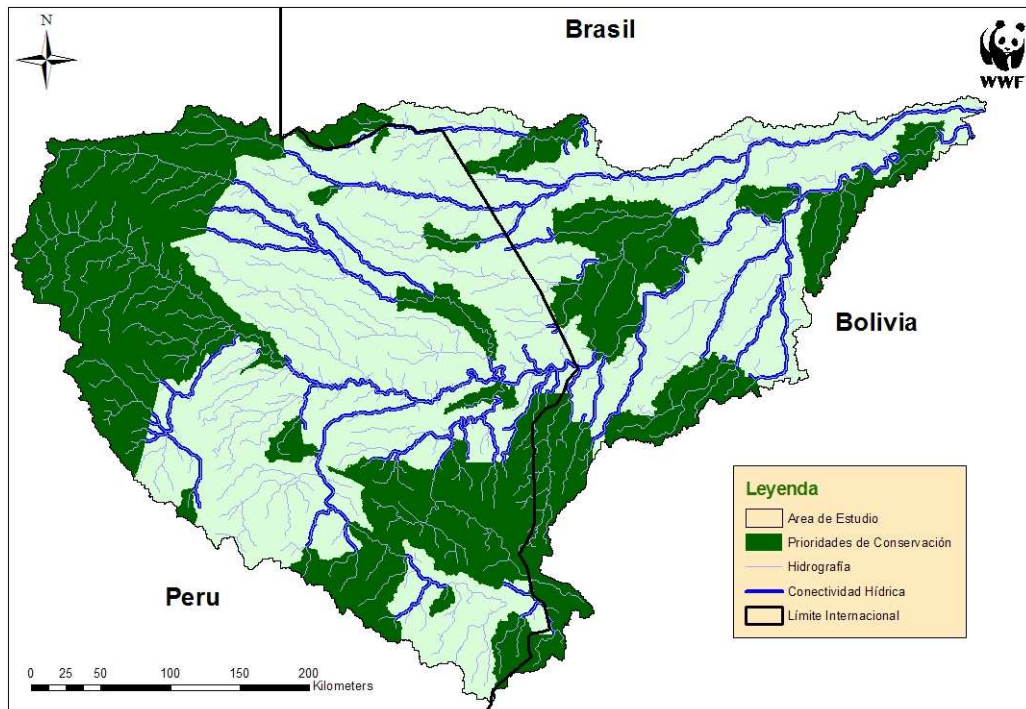 N
Brasil
WWF
Bolivia
Peru
Leyenda
Area de Estudio
Prioridades de Conservación
Hidrografía
Conectividad Hídrica
Límite Internacional
0 25 50 100 150 200
Kilometers